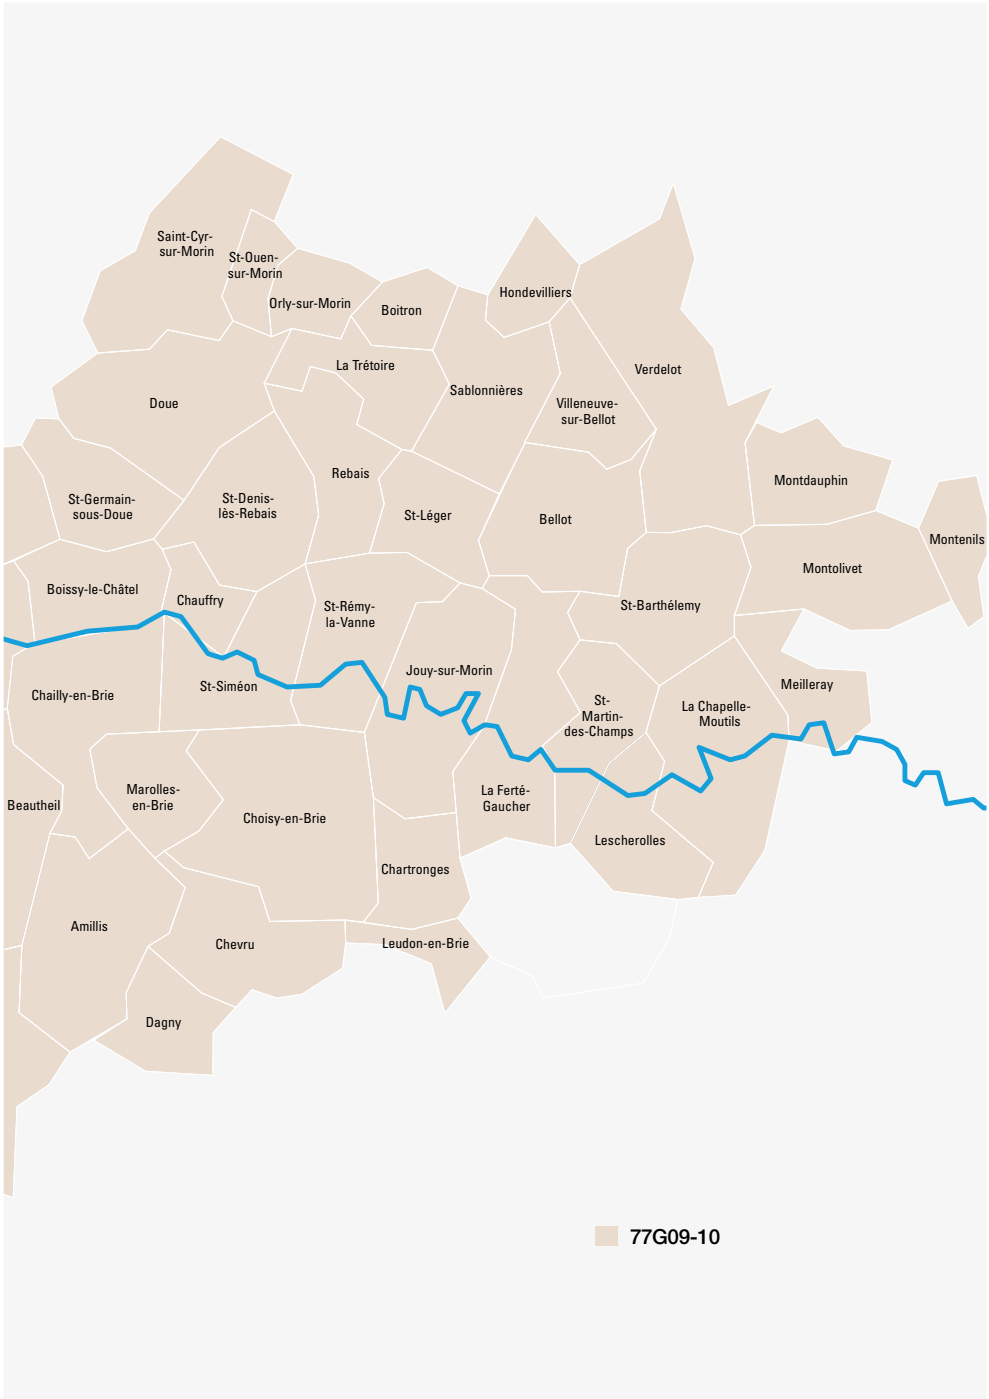 Saint-Cyr-
sur-Morin
St-Ouen-
sur-Morin
Orly-sur-Morin
Boitron
Hondevilliers
La Trétoire
Sablonnières
Verdelot
Doue
Villeneuve-
sur-Bellot
Rebais
Montdauphin
St-Germain-
sous-Doue
St-Denis-
lès-Rebais
St-Léger
Bellot
Montenils
Montolivet
Boissy-le-Châtel
Chauffry
St-Rémy-
la-Vanne
St-Barthélemy
Jouy-sur-Morin
Chailly-en-Brie
St-Siméon
Meilleray
St-
Martin-
des-Champs
La Chapelle-
Moutils
Beautheil
Marolles-
en-Brie
La Ferté-
Gaucher
Choisy-en-Brie
Lescherolles
Chartronges
Amillis
Chevru
Leudon-en-Brie
Dagny
77G09-10